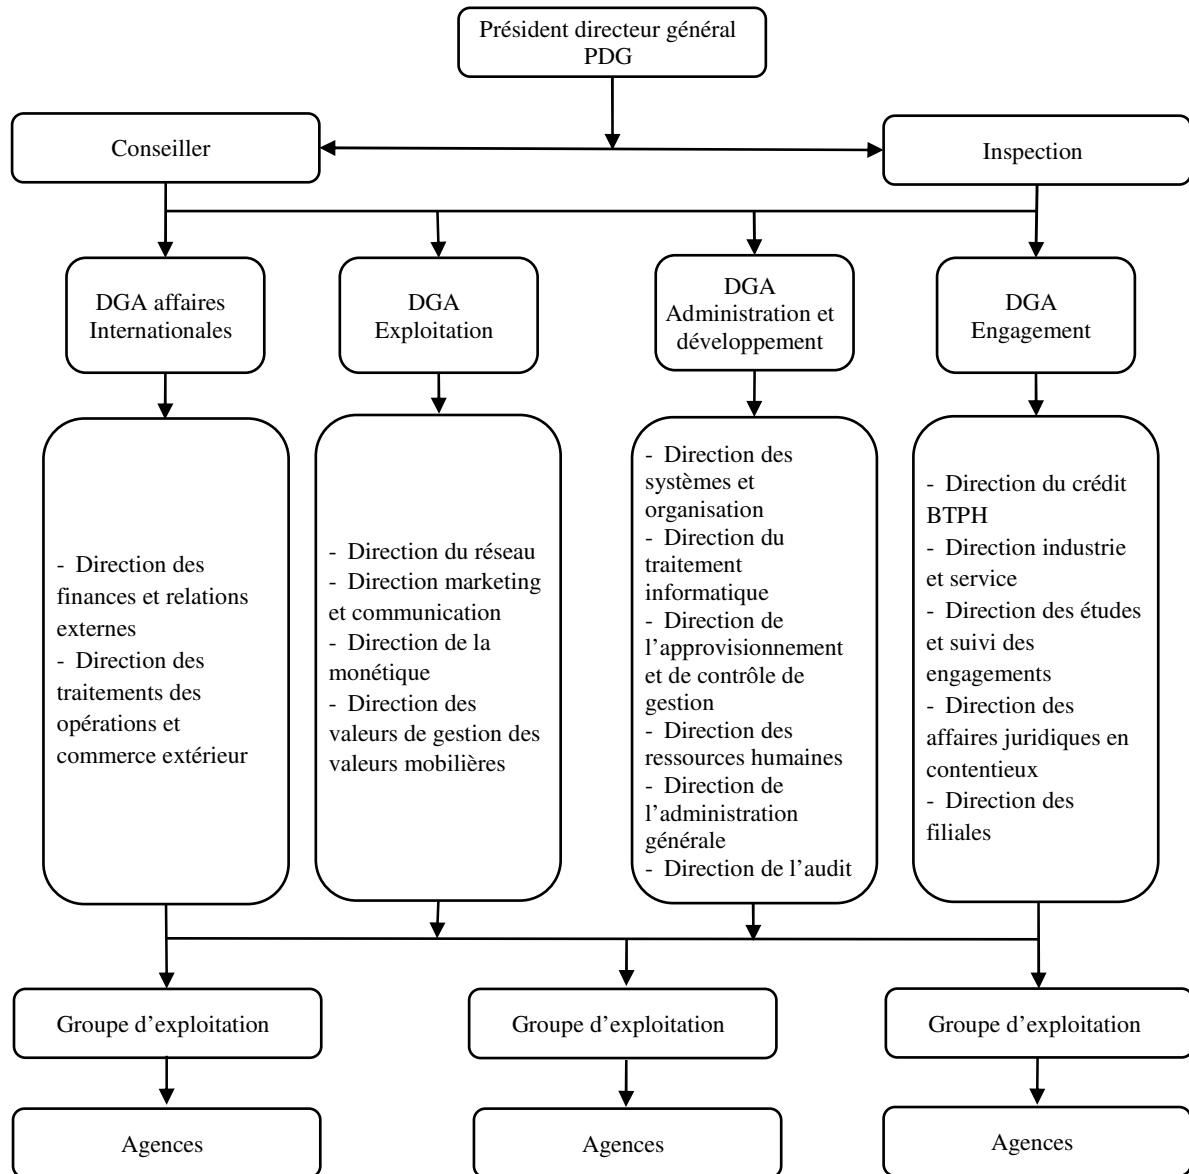 Président directeur général
PDG
Conseiller
Inspection
DGA affaires
Internationales
DGA
Exploitation
DGA
Administration et
développement
DGA
Engagement
- Direction des
finances et relations
externes
- Direction des
traitements des
opérations et
commerce extérieur
- Direction du réseau
- Direction marketing
et communication
- Direction de la
monétique
- Direction des
valeurs de gestion des
valeurs mobilières
- Direction des
systèmes et
organisation
- Direction du
traitement
informatique
- Direction de
l’approvisionnement
et de contrôle de
gestion
- Direction des
ressources humaines
- Direction de
l’administration
générale
- Direction de l’audit
- Direction du crédit
BTPH
- Direction industrie
et service
- Direction des études
et suivi des
engagements
- Direction des
affaires juridiques en
contentieux
- Direction des
filiales
Groupe d’exploitation
Groupe d’exploitation
Groupe d’exploitation
Agences
Agences
Agences